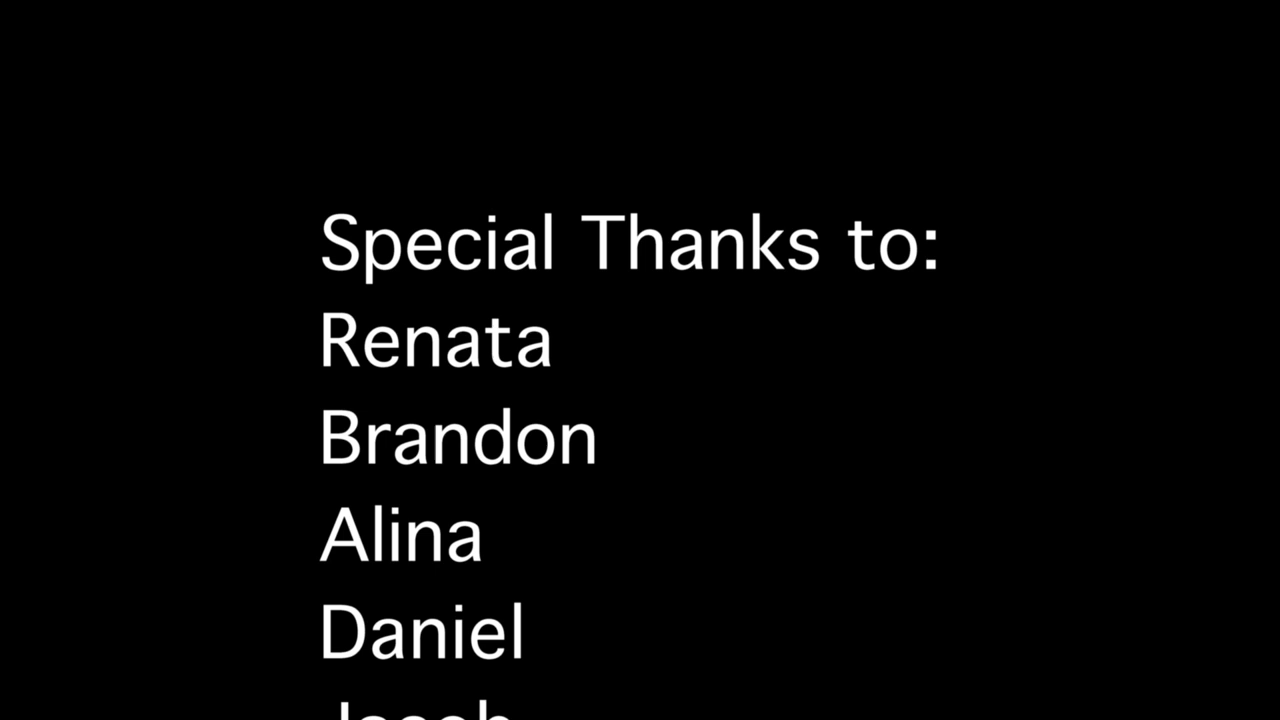 Special Thanks to:
Renata
Brandon
Alina
Daniel